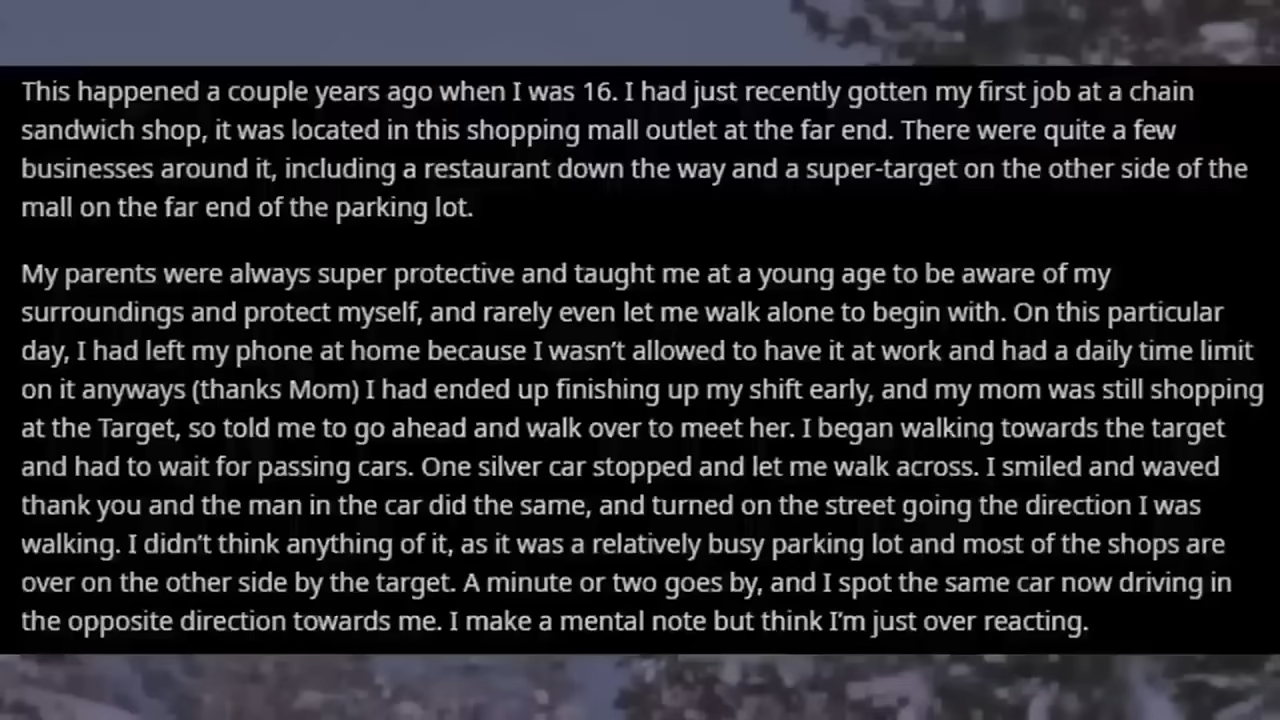 This happened a couple years ago when I was 16. I had just recently gotten my first job at a chain
sandwich shop, it was located in this shopping mall outlet at the far end. There were quite a few
businesses around it, including a restaurant down the way and a super-target on the other side of the
mall on the far end of the parking lot.
My parents were always super protective and taught me at a young age to be aware of my
surroundings and protect myself, and rarely even let me walk alone to begin with. On this particular
day, I had left my phone at home because I wasn’t allowed to have it at work and had a daily time limit
on it anyways (thanks Mom) I had ended up finishing up my shift early, and my mom was still shopping
at the Target, so told me to go ahead and walk over to meet her. I began walking towards the target
and had to wait for passing cars. One silver car stopped and let me walk across. I smiled and waved
thank you and the man in the car did the same, and turned on the street going the direction I was
walking. I didn’t think anything of it, as it was a relatively busy parking lot and most of the shops are
over on the other side by the target. A minute or two goes by, and I spot the same car now driving in
the opposite direction towards me. I make a mental note but think I’m just over reacting.